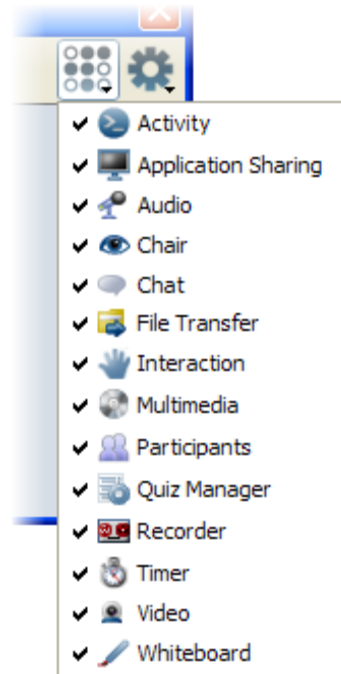 Activity
Application Sharing
Audio
Chair
Chat
File Transfer
Interaction
Multimedia
Participants
Quiz Manager
Recorder
Timer
Video
Whiteboard